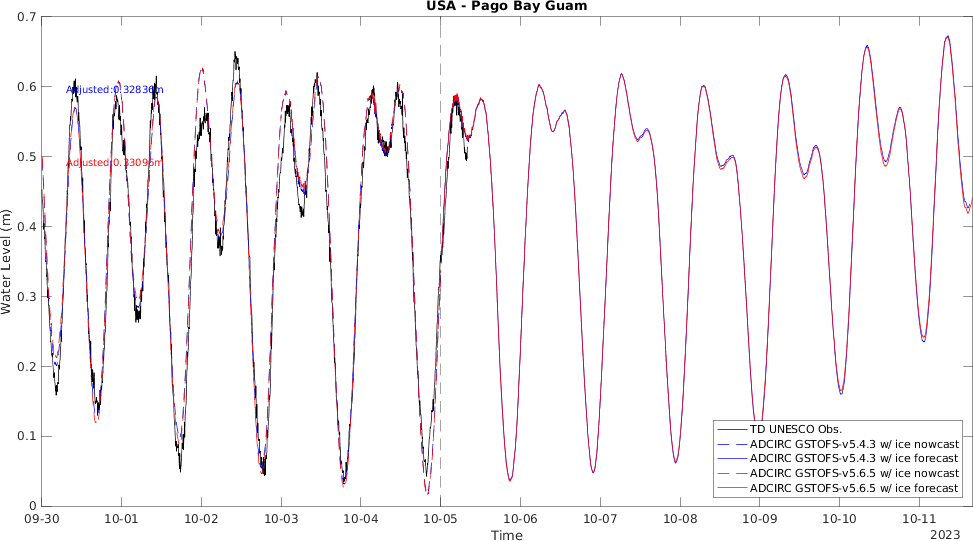 USA - Pago Bay Guam
0.7
0.6
0.5
0.4
0.3
0.2
0.1
0
Water Level (m)
Adjusted:0.32836m
Adjusted:0.33095m
TD UNESCO Obs.
ADCIRC GSTOFS-v5.4.3 w/ ice nowcast
ADCIRC GSTOFS-v5.4.3 w/ ice forecast
ADCIRC GSTOFS-v5.6.5 w/ ice nowcast
ADCIRC GSTOFS-v5.6.5 w/ ice forecast
09-30 10-01 10-02 10-03 10-04 10-05 10-06 10-07 10-08 10-09 10-10 10-11
Time
2023